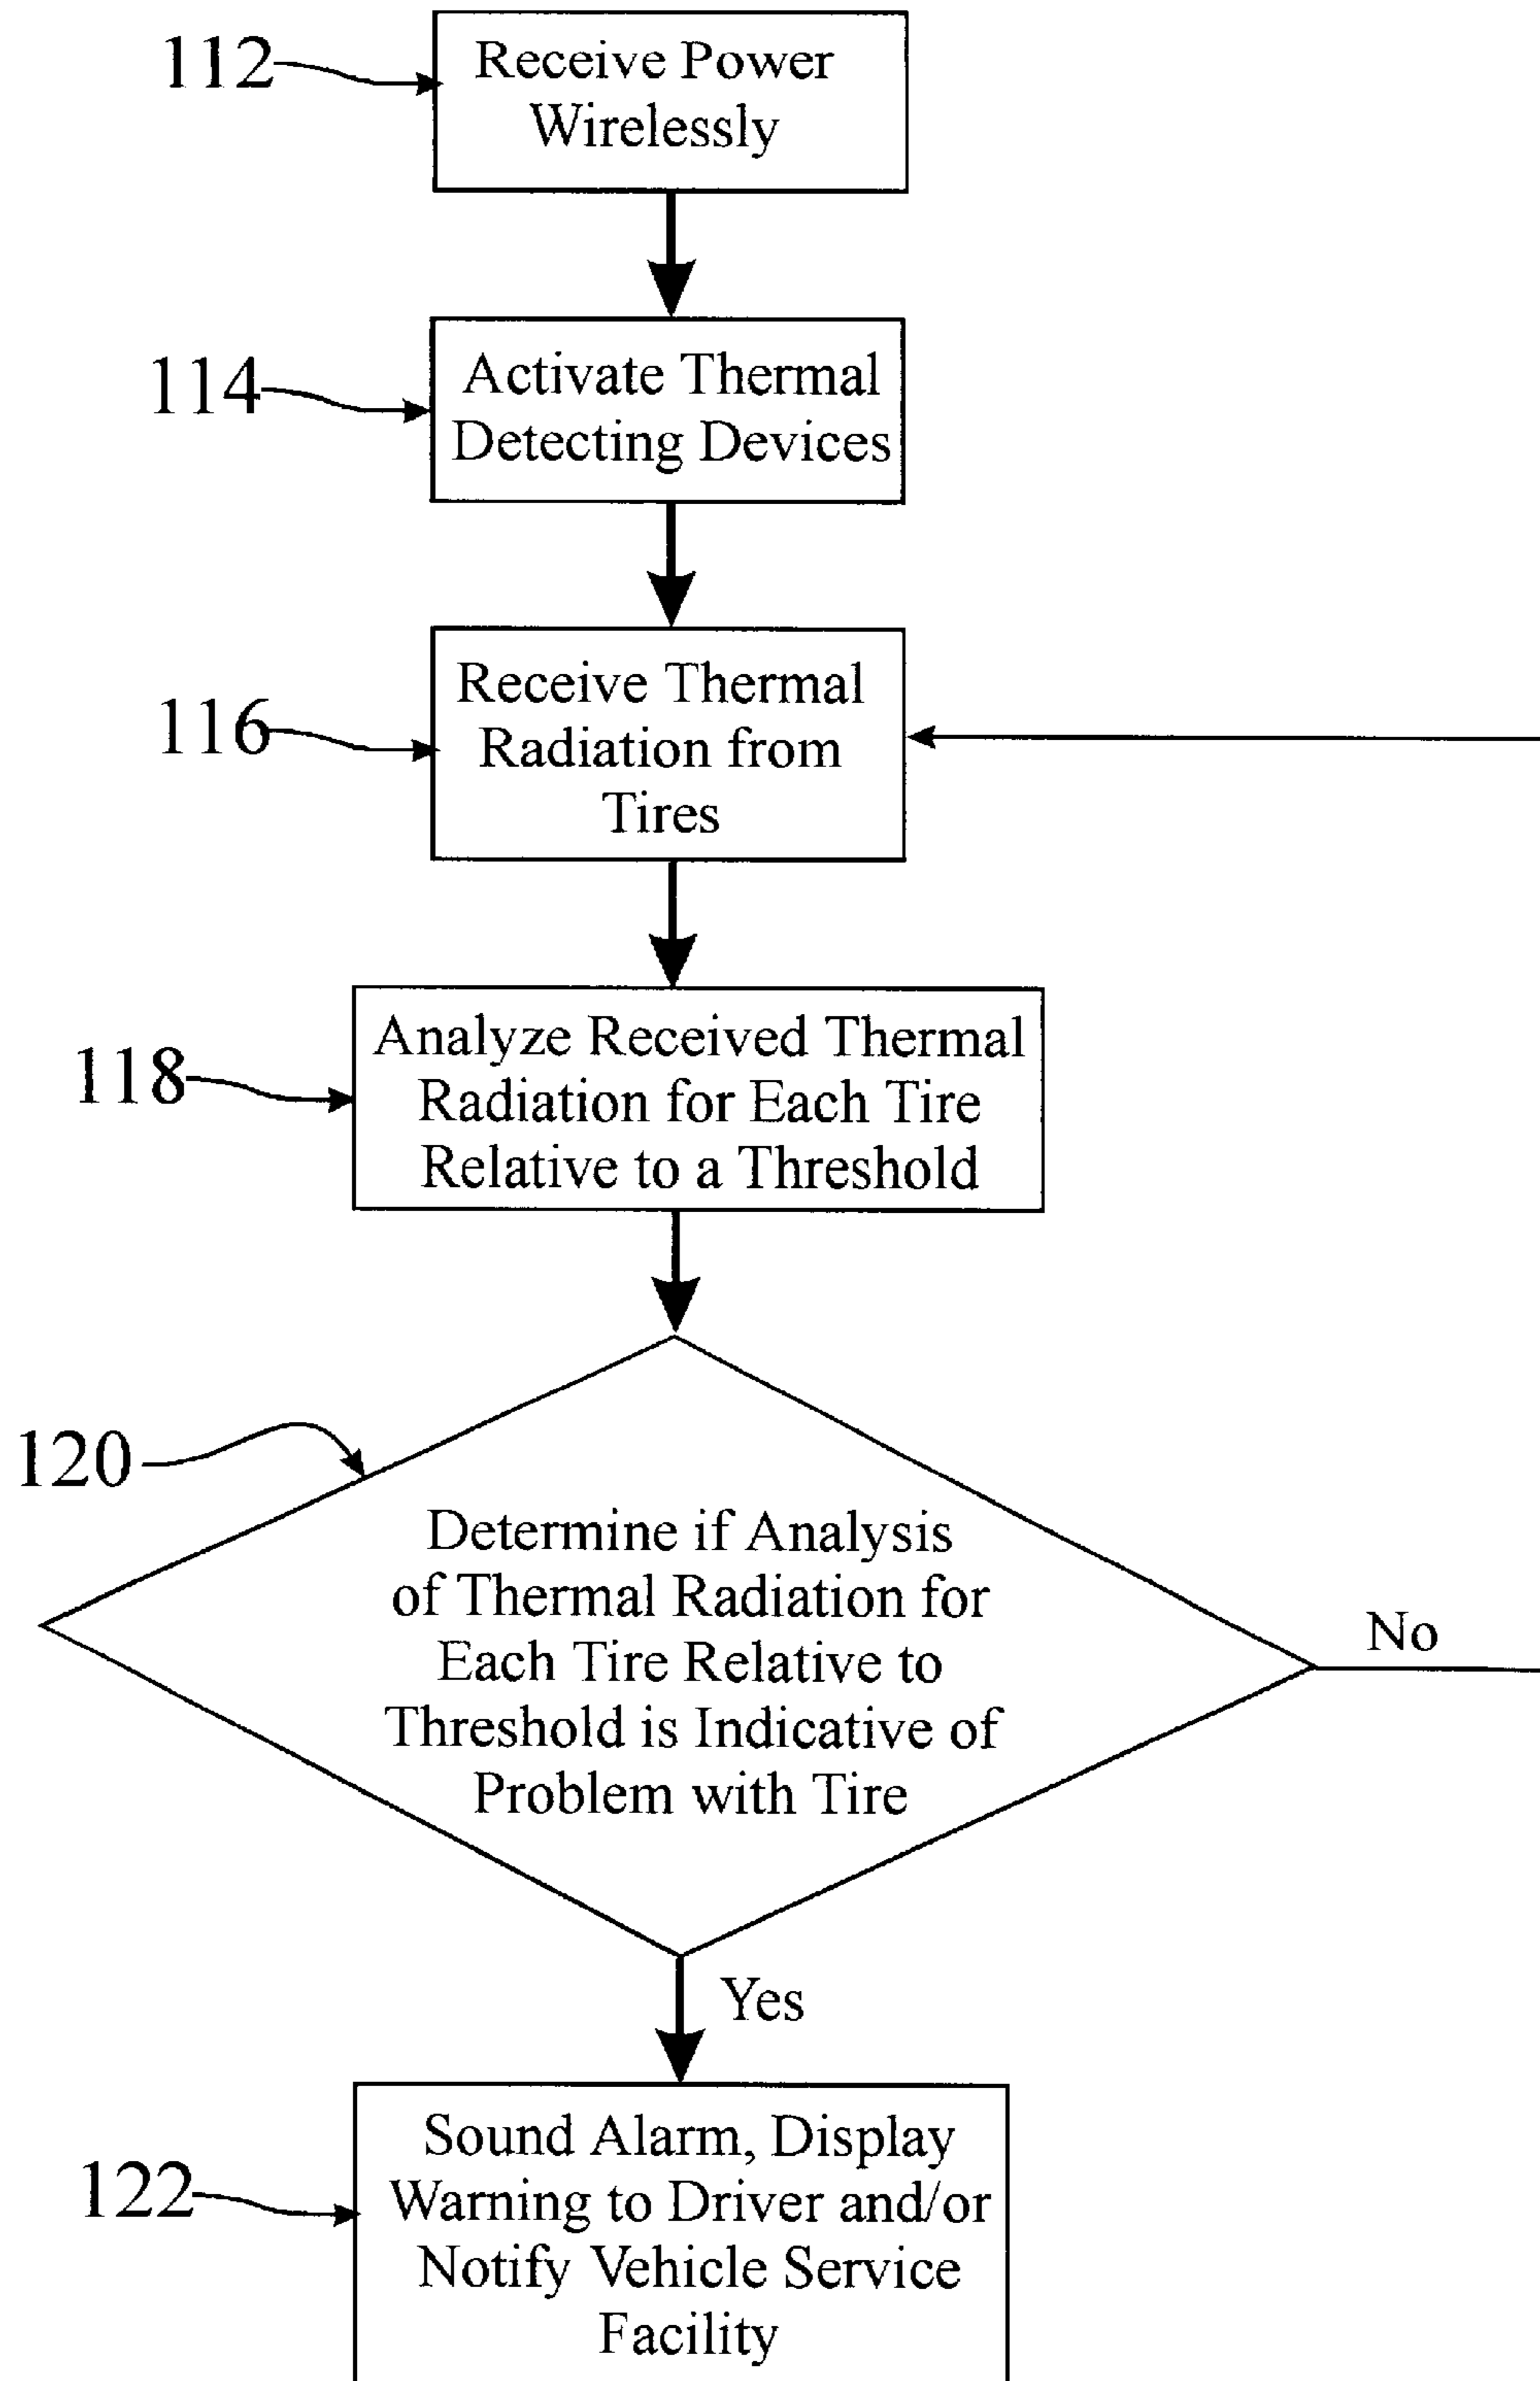 112
Receive Power
Wirelessly
114
Activate Thermal
Detecting Devices
116
Receive Thermal
Radiation from
Tires
118
Analyze Received Thermal
Radiation for Each Tire
Relative to a Threshold
120
Determine if Analysis
of Thermal Radiation for
Each Tire Relative to
Threshold is Indicative of
Problem with Tire
No
Yes
122
Sound Alarm, Display
Warning to Driver and/or
Notify Vehicle Service
Facility